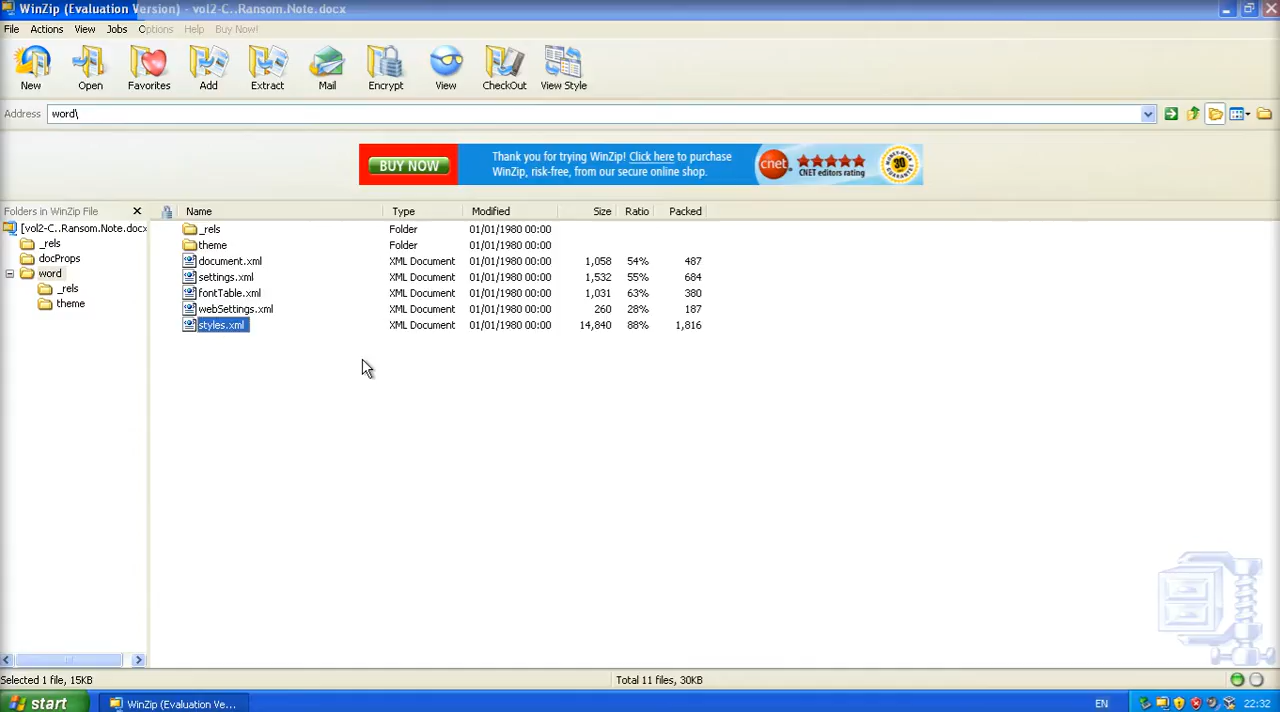 WinZip (Evaluation Version) - vol2-C..Ransom.Note.docx
File Actions View Jobs Options Help Buy Now!
New Open Favorites Add Extract Mail Encrypt View CheckOut View Style
Address word\
BUY NOW
Thank you for trying WinZip! Click here to purchase
WinZip, risk-free, from our secure online shop.
cnet
CNET editors rating
30
Folders in WinZip File
[vol2-C..Ransom.Note.docx
_rels
docProps
word
_rels
theme
Name Type Modified Size Ratio Packed
_rels Folder 01/01/1980 00:00
theme Folder 01/01/1980 00:00
document.xml XML Document 01/01/1980 00:00 1,058 54% 487
settings.xml XML Document 01/01/1980 00:00 1,532 55% 684
fontTable.xml XML Document 01/01/1980 00:00 1,031 63% 380
webSettings.xml XML Document 01/01/1980 00:00 260 28% 187
styles.xml XML Document 01/01/1980 00:00 14,840 88% 1,816
Selected 1 file, 15KB Total 11 files, 30KB
start WinZip (Evaluation Ve... EN 22:32